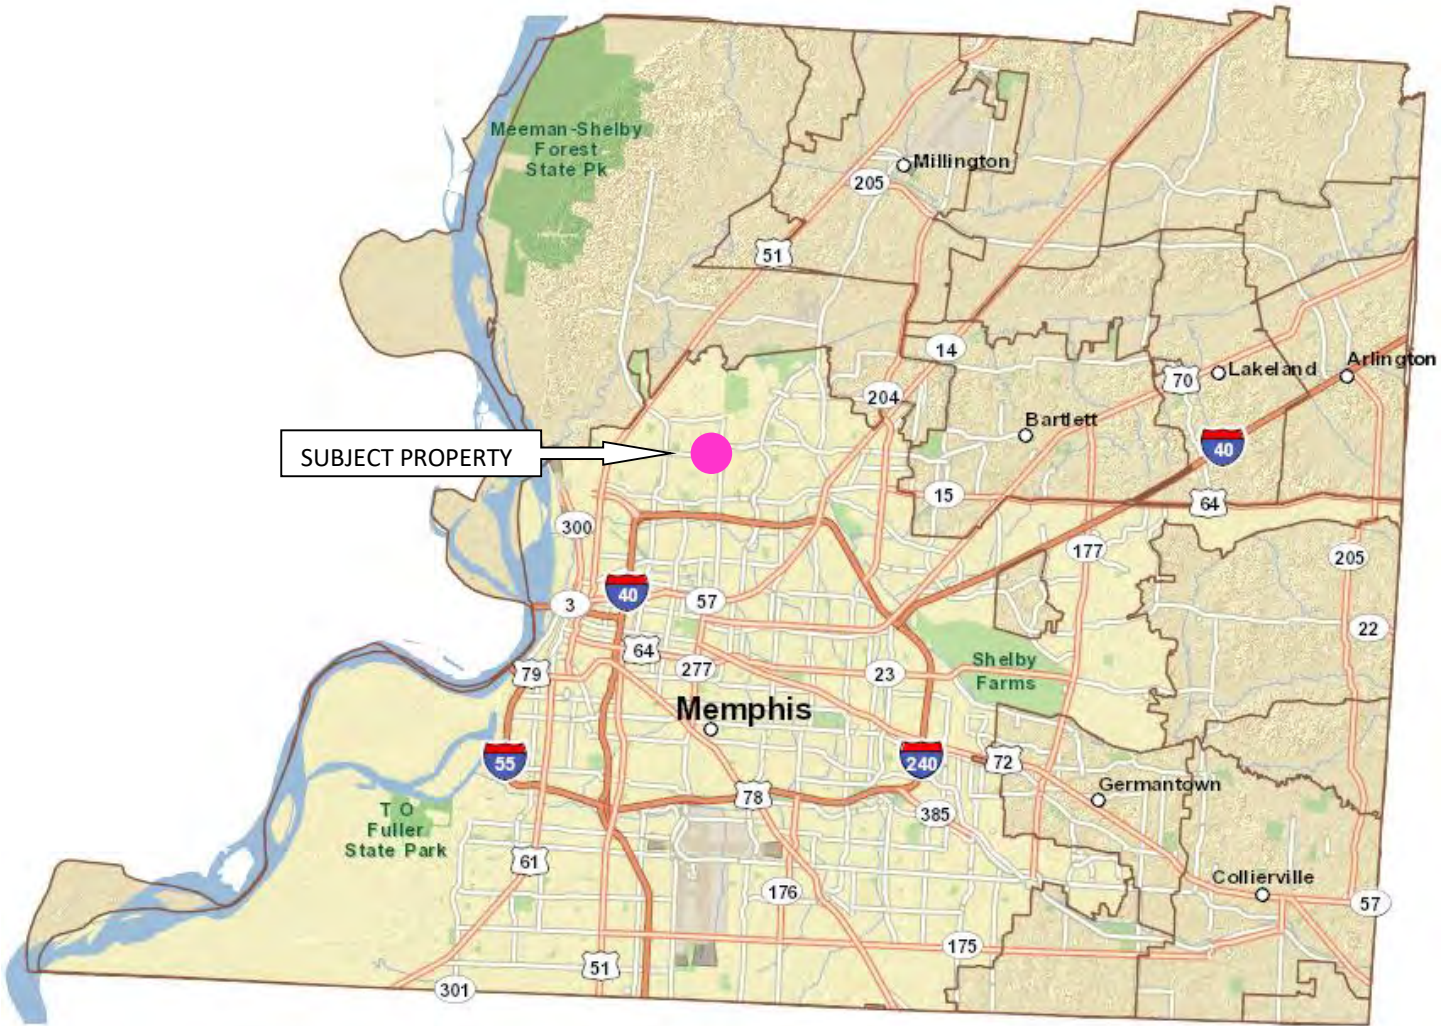 Meeman-Shelby
Forest
State Pk
Millington
205
51
14
Arlington
Lakeland
70
204
Bartlett
40
SUBJECT PROPERTY
15
64
300
177
205
40
57
3
22
64
277
79
23
Shelby
Farms
Memphis
55
240
72
78
Germantown
T O
Fuller
State Park
385
61
176
Collierville
57
175
51
301